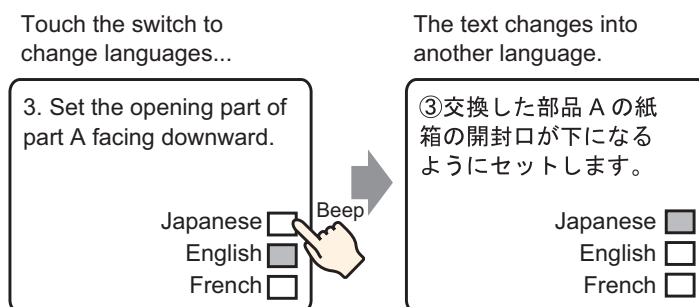 Touch the switch to
change languages...
3. Set the opening part of
part A facing downward.
Japanese
English
French
Beep
The text changes into
another language.
③交換した部品 A の紙
箱の開封口が下になる
ようにセットします。
Japanese
English
French